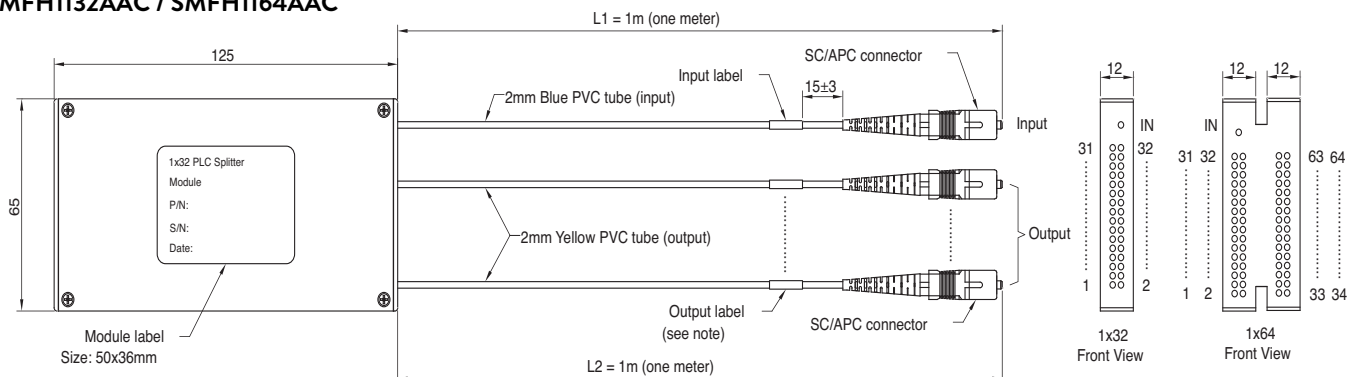 SMFH1132AAC / SMFH1164AAC
L1 = 1m (one meter)
125
SC/APC connector
Input label
15±3
12
12
12
2mm Blue PVC tube (input)
Input
IN
IN
31
32
31 32
63 64
1x32 PLC Splitter
Module
P/N:
S/N:
Date:
65
2mm Yellow PVC tube (output)
Output
1
2
1 2
33 34
Output label
(see note)
SC/APC connector
Module label
Size: 50x36mm
1x32
Front View
1x64
Front View
L2 = 1m (one meter)